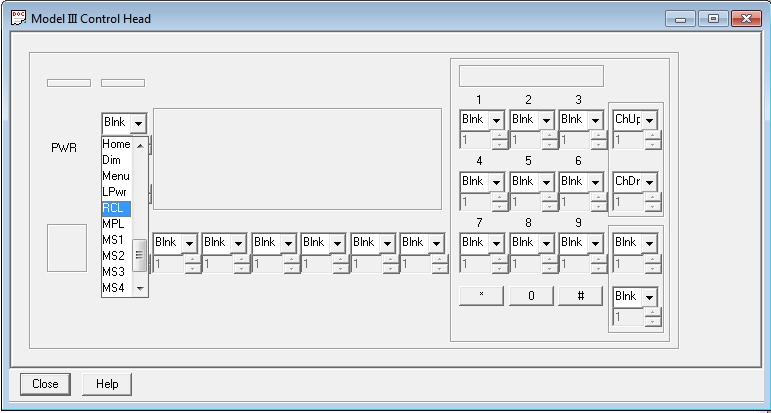 DOC Model III Control Head
1 2 3
Blnk Blnk Blnk Blnk ChUp
1 1 1 1
PWR
Home
Dim
Menu
LPwr
RCL
MPL
MS1
MS2
MS3
MS4
4 5 6
Blnk Blnk Blnk ChDr
1 1 1 1
7 8 9
Blnk Blnk Blnk Blnk Blnk Blnk Blnk Blnk Blnk Blnk
1 1 1 1 1 1 1 1 1 1
* 0 # Blnk
1
Close Help